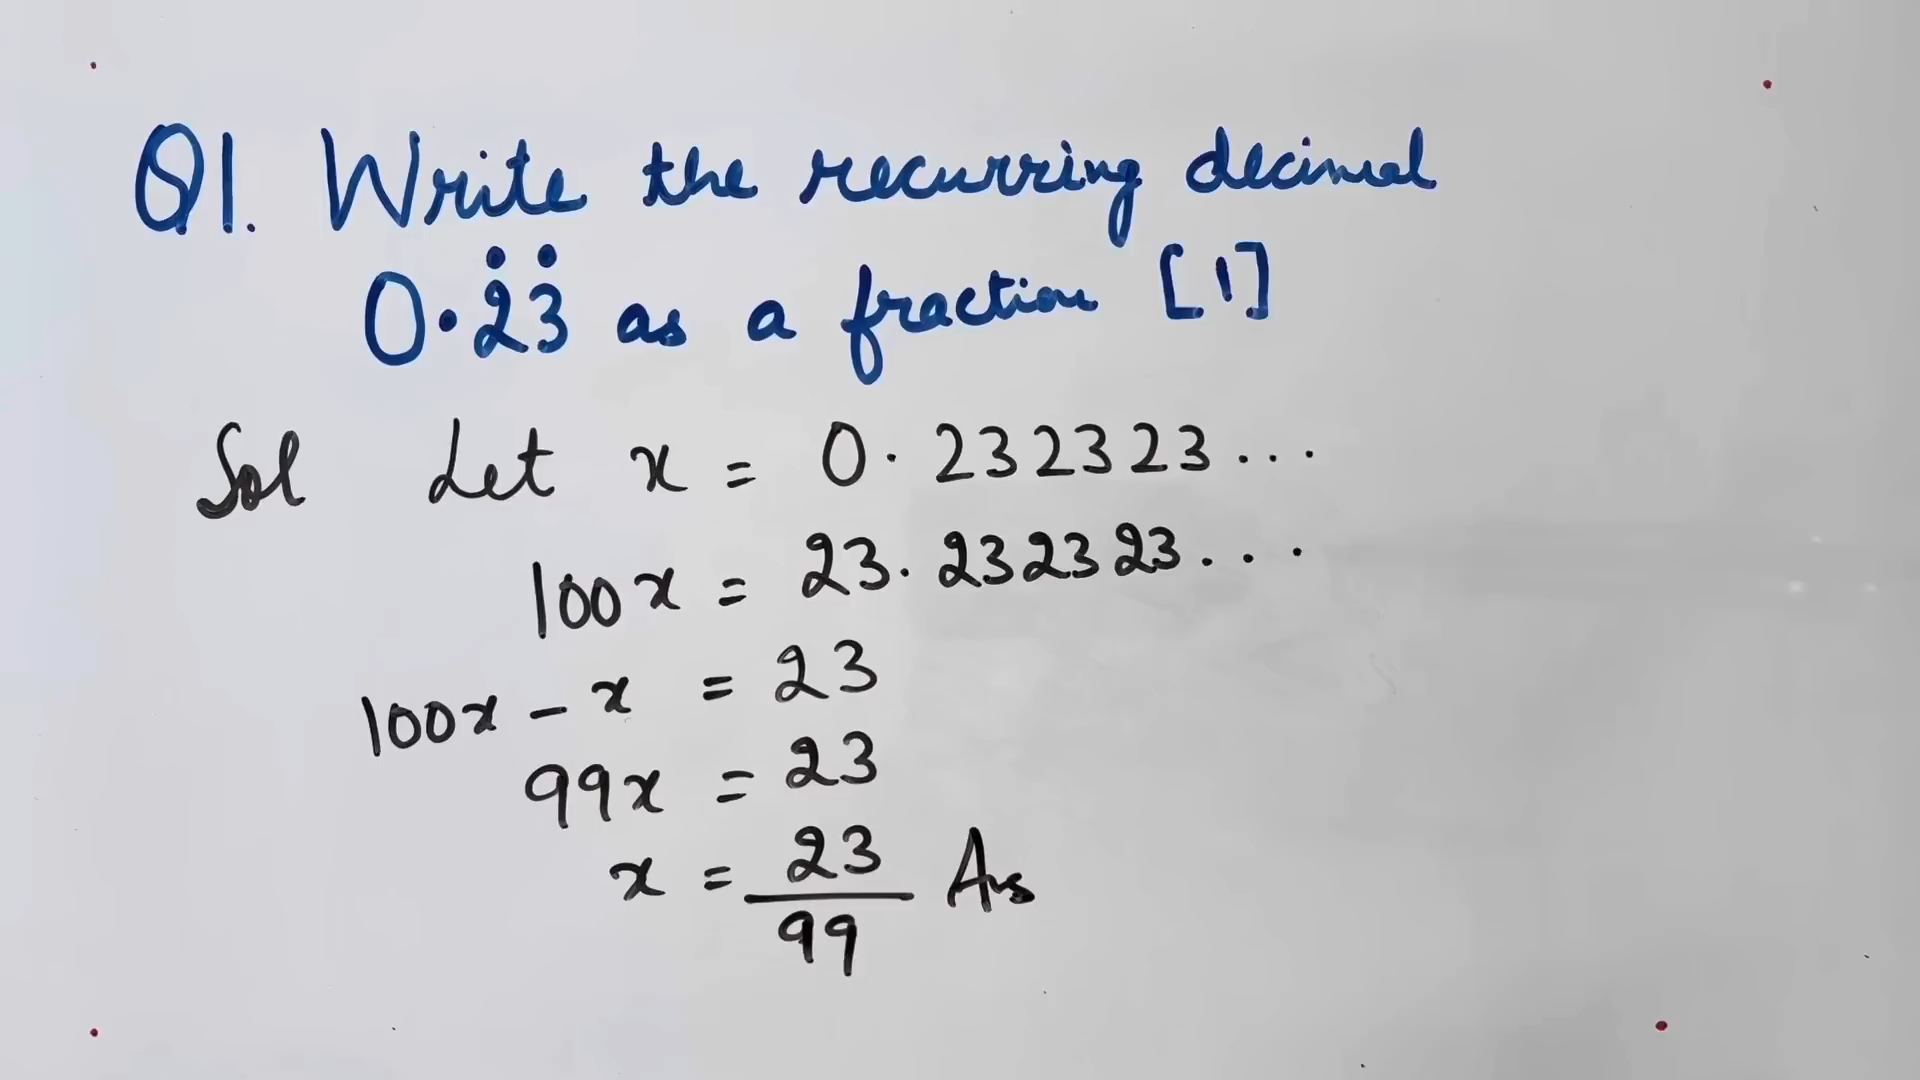 Q1. Write the recurring decimal
0.2̇3̇ as a fraction [1]
Sol Let x = 0.232323...
100x = 23.232323...
100x - x = 23
99x = 23
x = 23/99 Ans